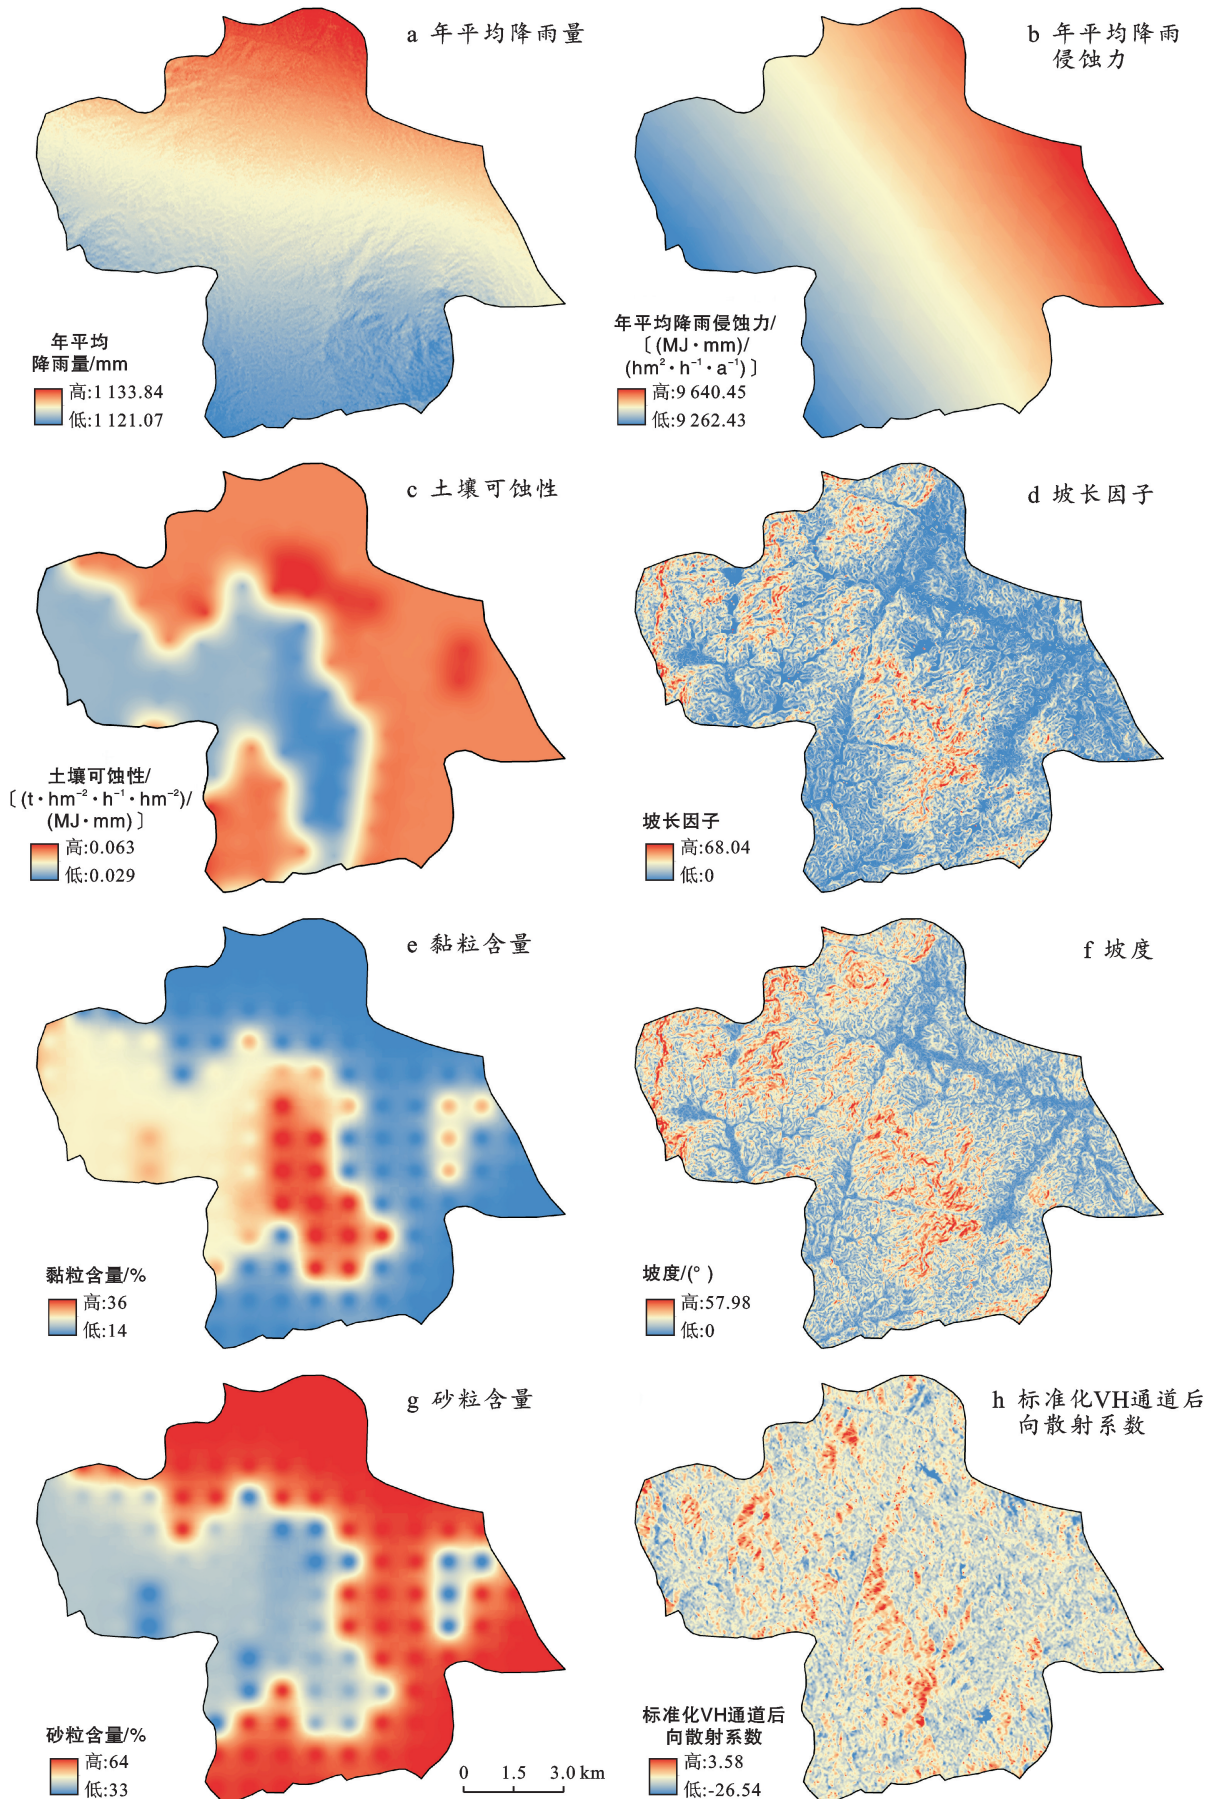 a 年平均降雨量
年平均
降雨量/mm
高:1 133.84
低:1 121.07
b 年平均降雨
侵蚀力
年平均降雨侵蚀力/
〔(MJ·mm)/
(hm²·h⁻¹·a⁻¹)〕
高:9 640.45
低:9 262.43
c 土壤可蚀性
土壤可蚀性/
〔(t·hm⁻²·h⁻¹·hm⁻²)/
(MJ·mm)〕
高:0.063
低:0.029
d 坡长因子
坡长因子
高:68.04
低:0
e 黏粒含量
黏粒含量/%
高:36
低:14
f 坡度
坡度/(°)
高:57.98
低:0
g 砂粒含量
砂粒含量/%
高:64
低:33
0 1.5 3.0 km
h 标准化VH通道后
向散射系数
标准化VH通道后
向散射系数
高:3.58
低:-26.54